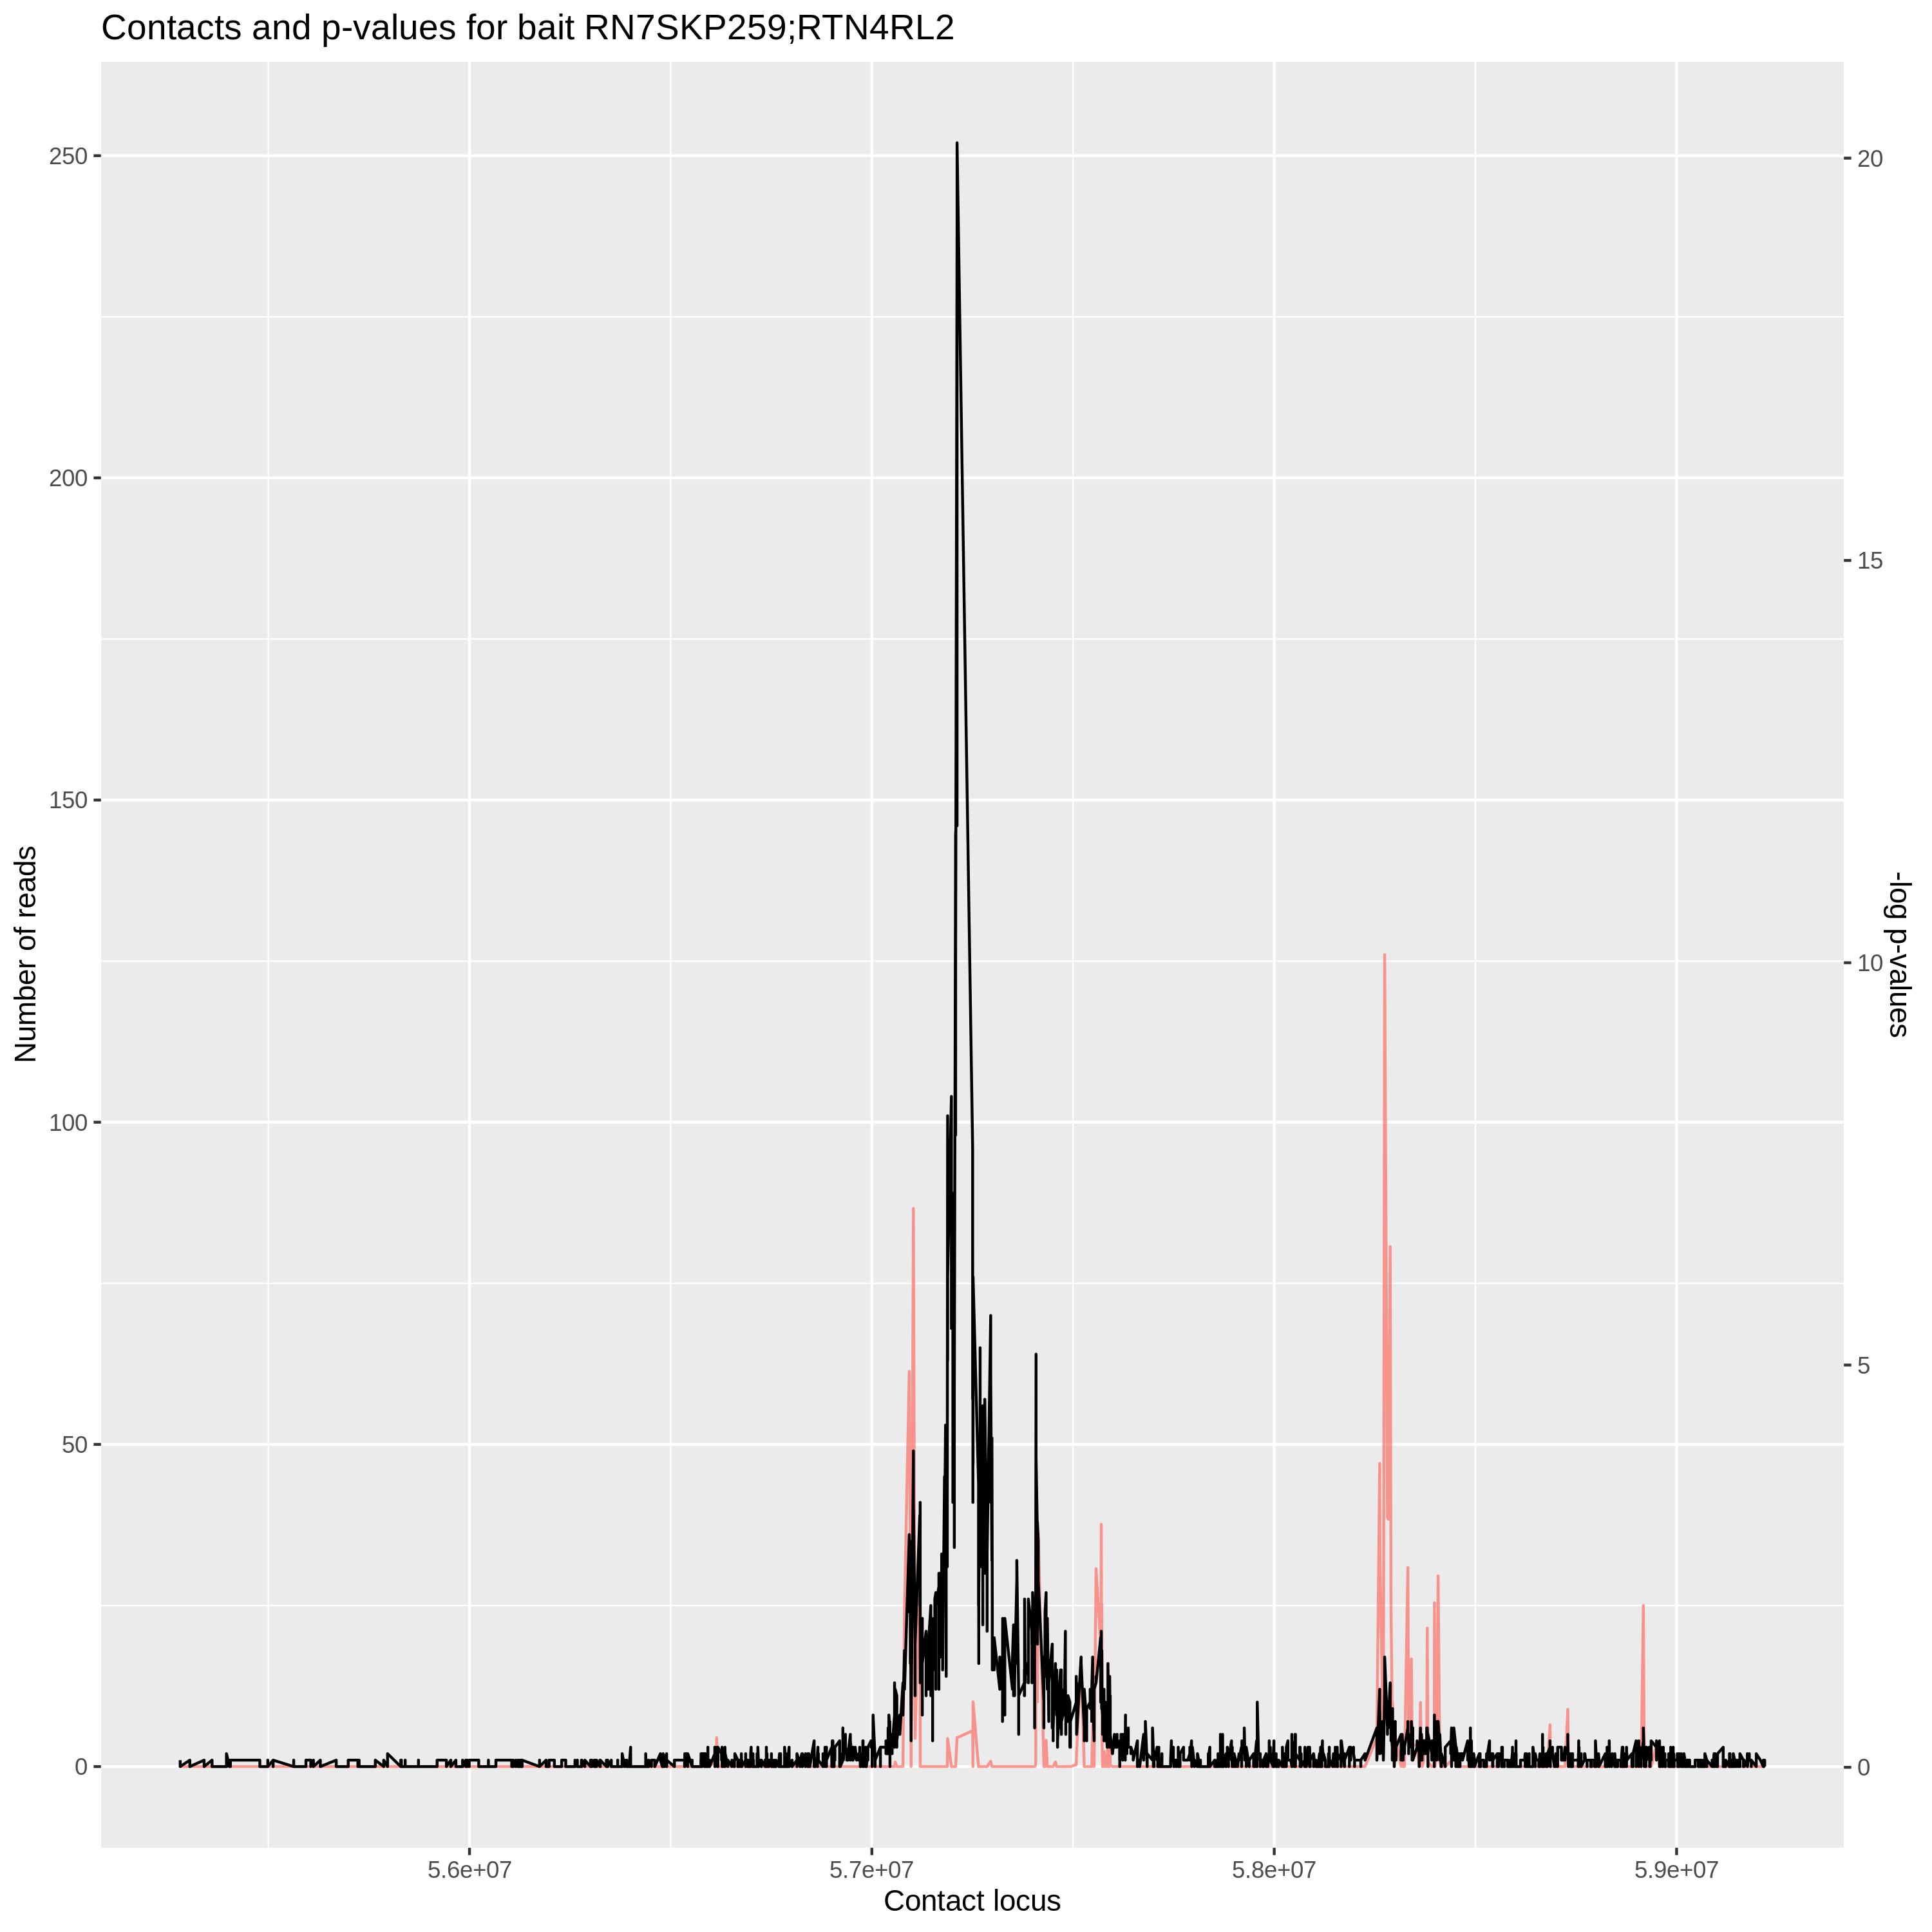 Contacts and p-values for bait RN7SKP259;RTN4RL2
250
200
150
100
50
0
Number of reads
20
15
10
5
0
-log p-values
5.6e+07
5.7e+07
5.8e+07
5.9e+07
Contact locus